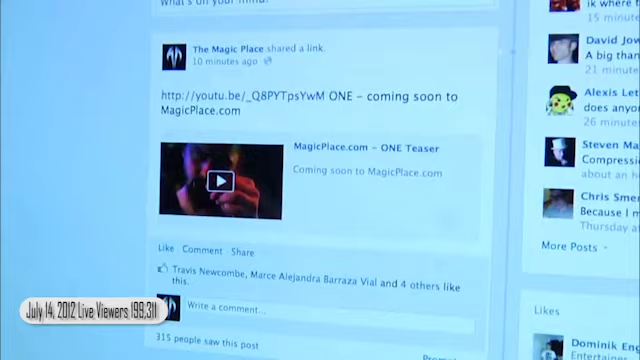 What's on your mind?
The Magic Place shared a link.
10 minutes ago
http://youtu.be/_Q8PYTpsYwM ONE – coming soon to
MagicPlace.com
MagicPlace.com – ONE Teaser
Coming soon to MagicPlace.com
Like · Comment · Share
Travis Newcombe, Marce Alejandra Barraza Vial and 4 others like
this.
Write a comment...
315 people saw this post
ik where t
15 minute
David Jow
A big than
21 minute
Alexis Let
does anyo
26 minute
Steven Ma
Compressi
about an h
Chris Smer
Because I m
Thursday a
More Posts
Likes
Dominik Eng
Entertainer
July 14, 2012 Live Viewers 199,311